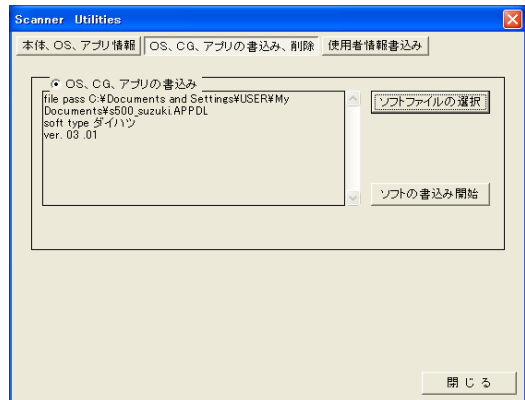 Scanner Utilities
本体、OS、アプリ情報
OS、CG、アプリの書込み、削除
使用者情報書込み
OS、CG、アプリの書込み
file pass C:¥Documents and Settings¥USER¥My
Documents¥s500_suzuki.APPDL
soft type ダイハツ
ver. 03 .01
ソフトファイルの選択
ソフトの書込み開始
閉じる